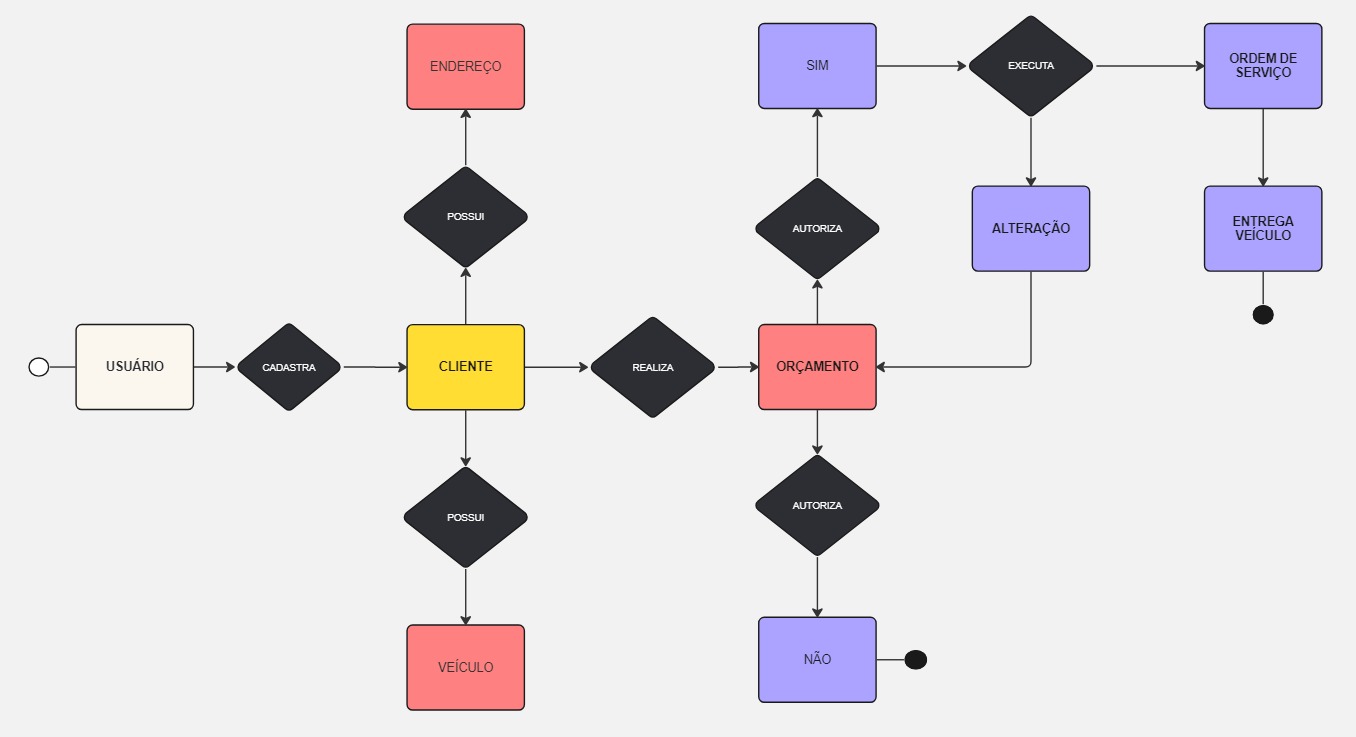 ENDEREÇO
SIM
EXECUTA
ORDEM DE
SERVIÇO
POSSUI
AUTORIZA
ALTERAÇÃO
ENTREGA
VEÍCULO
USUÁRIO
CADASTRA
CLIENTE
REALIZA
ORÇAMENTO
POSSUI
AUTORIZA
VEÍCULO
NÃO